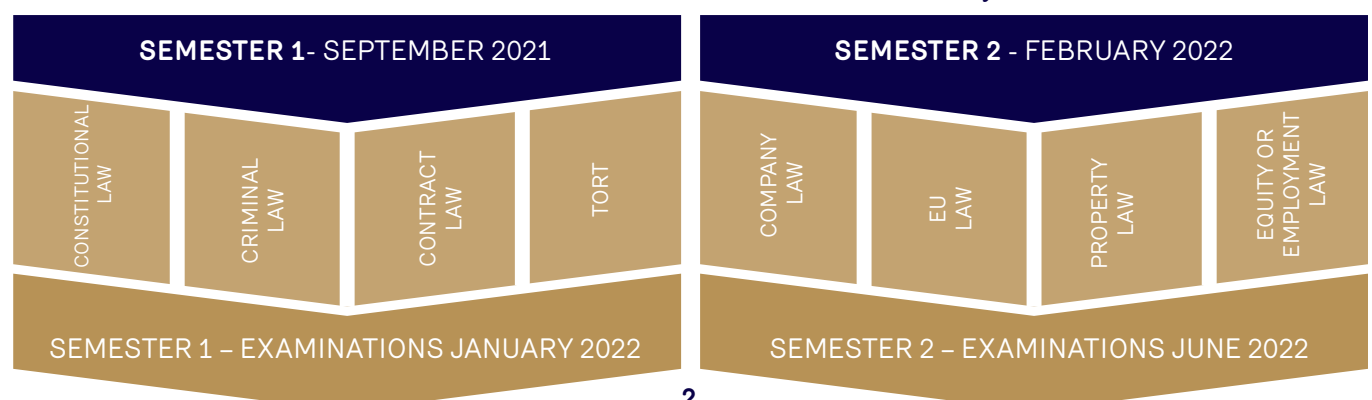 SEMESTER 1- SEPTEMBER 2021
CONSTITUTIONAL
LAW
CRIMINAL
LAW
CONTRACT
LAW
TORT
SEMESTER 1 – EXAMINATIONS JANUARY 2022
SEMESTER 2 - FEBRUARY 2022
COMPANY
LAW
EU
LAW
PROPERTY
LAW
EQUITY OR
EMPLOYMENT
LAW
SEMESTER 2 – EXAMINATIONS JUNE 2022
2